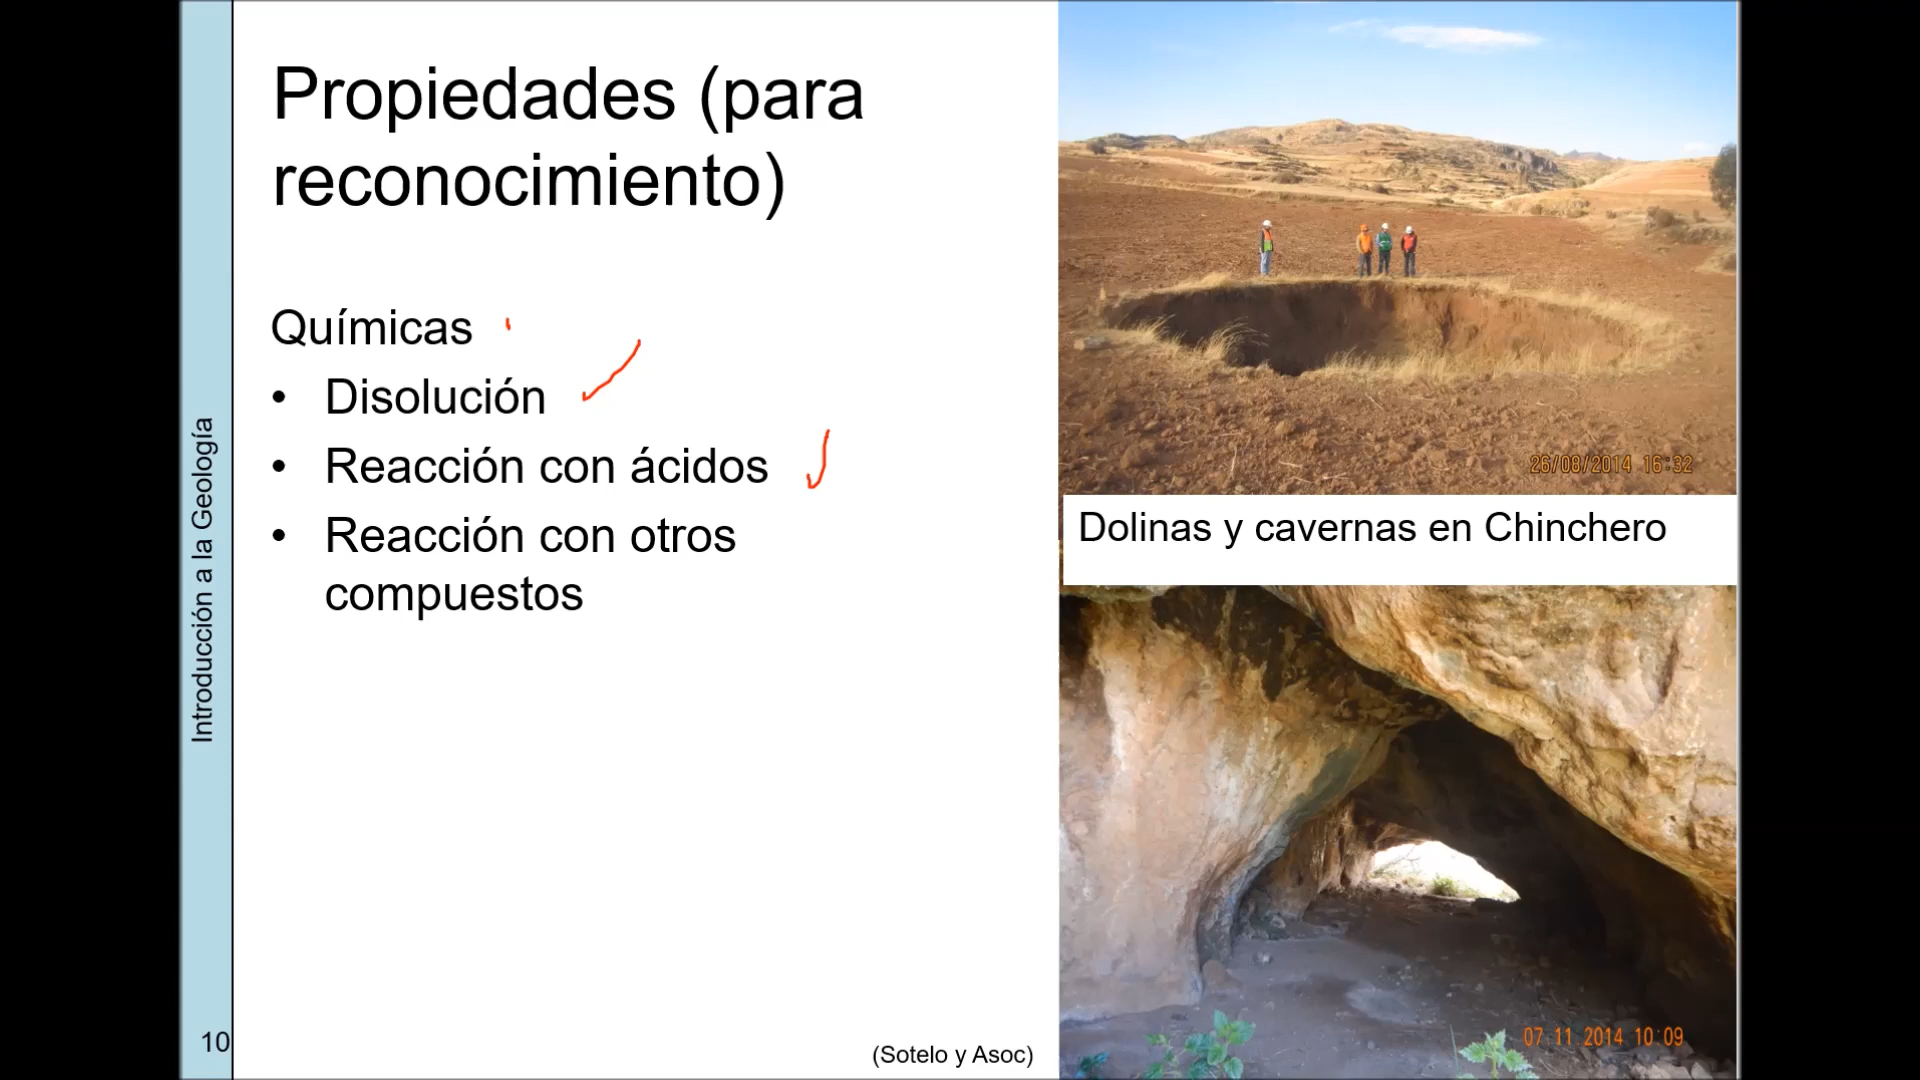 Propiedades (para
reconocimiento)
Químicas
• Disolución
• Reacción con ácidos
• Reacción con otros
compuestos
Introducción a la Geología
10
(Sotelo y Asoc)
26/08/2014 16:32
Dolinas y cavernas en Chinchero
07 11 2014 10:09